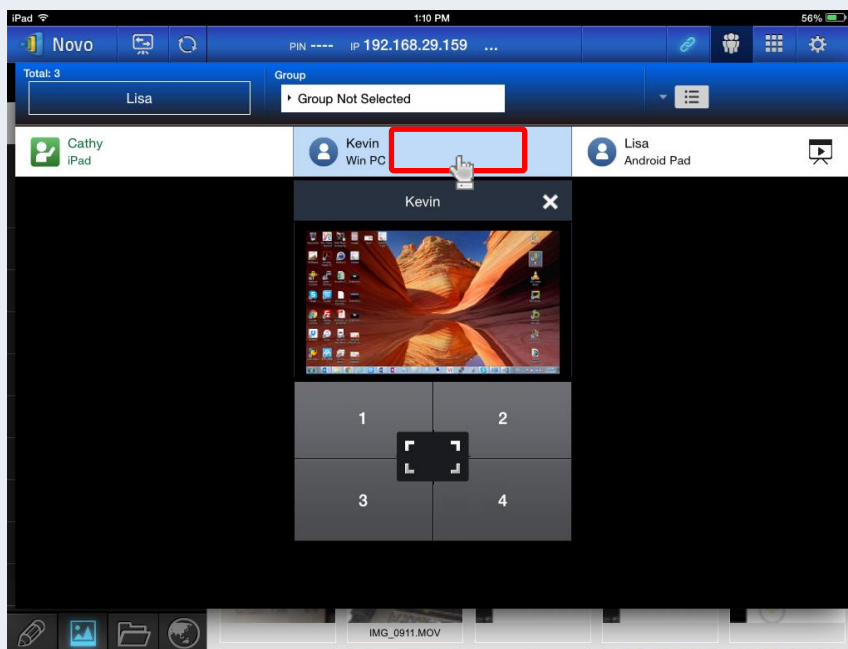 iPad 1:10 PM 56%
Novo PIN ---- IP 192.168.29.159 ...
Total: 3
Group
Lisa
Group Not Selected
Cathy
iPad
Kevin
Win PC
Lisa
Android Pad
Kevin
1 2
3 4
IMG_0911.MOV